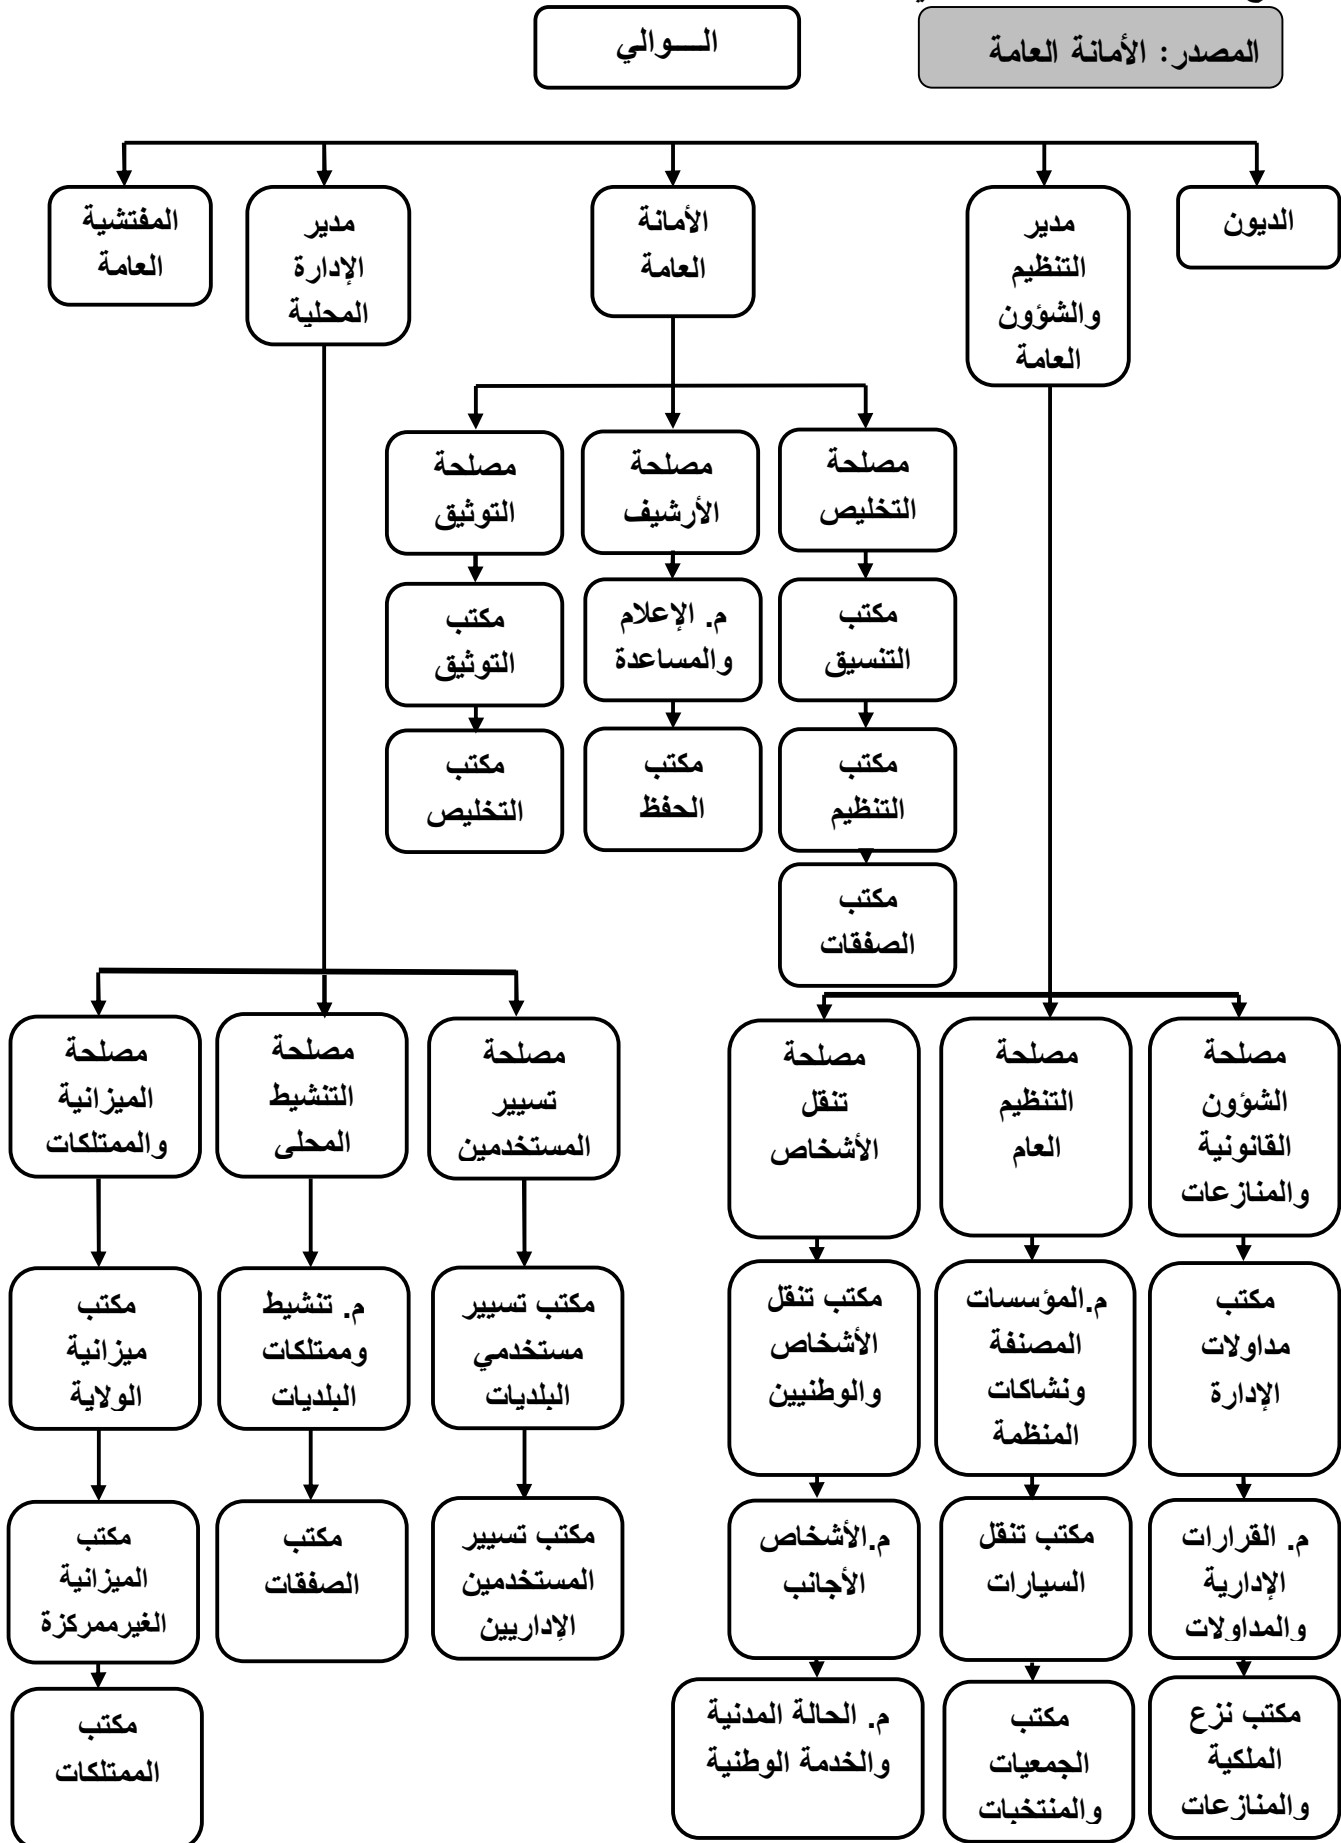 المصدر: الأمانة العامة
الـــوالي
الديون
مدير
التنظيم
والشؤون
العامة
الأمانة
العامة
مدير
الإدارة
المحلية
المفتشية
العامة
مصلحة
التخليص
مصلحة
الأرشيف
مصلحة
التوثيق
مكتب
التنسيق
م. الإعلام
والمساعدة
مكتب
التوثيق
مكتب
التنظيم
مكتب
الحفظ
مكتب
التخليص
مكتب
الصفقات
مصلحة
الشؤون
القانونية
والمنازعات
مصلحة
التنظيم
العام
مصلحة
تنقل
الأشخاص
مصلحة
تسيير
المستخدمين
مصلحة
التنشيط
المحلى
مصلحة
الميزانية
والممتلكات
مكتب
مداولات
الإدارة
م.المؤسسات
المصنفة
ونشاكات
المنظمة
مكتب تنقل
الأشخاص
والوطنيين
مكتب تسيير
مستخدمي
البلديات
م. تنشيط
وممتلكات
البلديات
مكتب
ميزانية
الولاية
م. القرارات
الإدارية
والمداولات
مكتب تنقل
السيارات
م.الأشخاص
الأجانب
مكتب تسيير
المستخدمين
الإداريين
مكتب
الصفقات
مكتب
الميزانية
الغيرممركزة
مكتب نزع
الملكية
والمنازعات
مكتب
الجمعيات
والمنتخبات
م. الحالة المدنية
والخدمة الوطنية
مكتب
الممتلكات